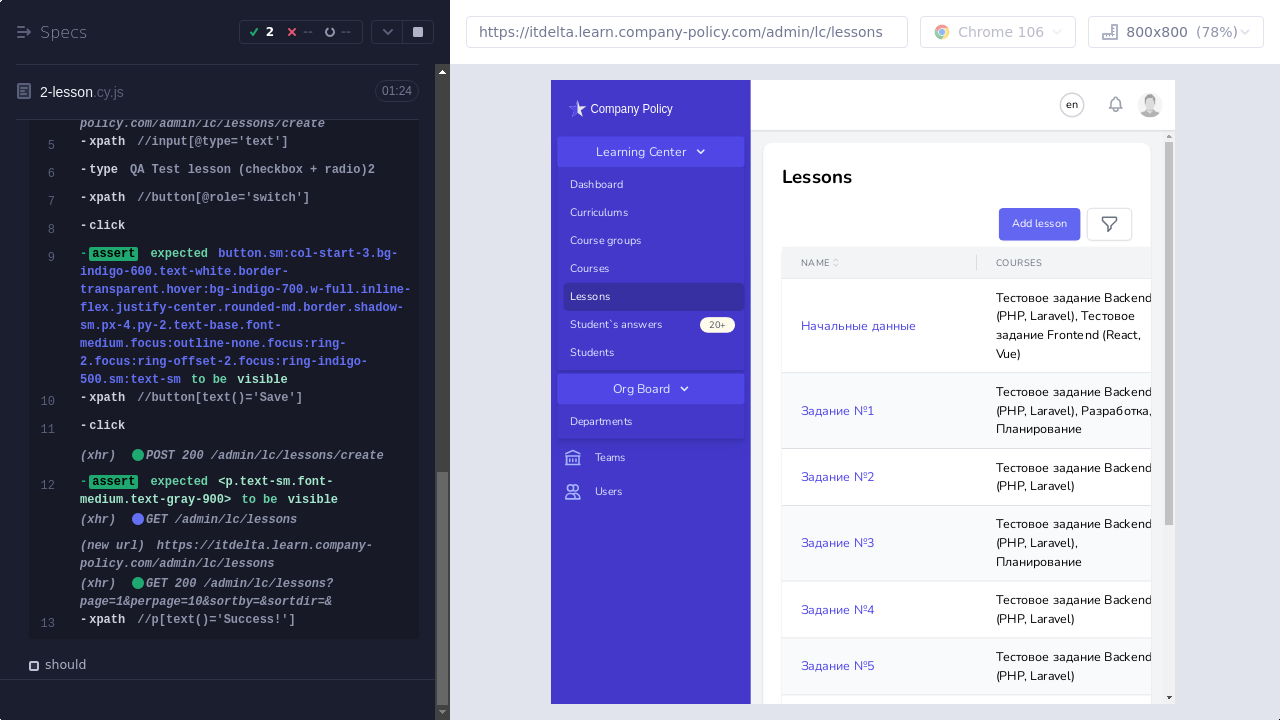 Specs
2
--
--
2-lesson.cy.js
01:24
policy.com/admin/lc/lessons/create
5 -xpath //input[@type='text']
6 -type QA Test lesson (checkbox + radio)2
7 -xpath //button[@role='switch']
8 -click
9 -assert expected button.sm:col-start-3.bg-
indigo-600.text-white.border-
transparent.hover:bg-indigo-700.w-full.inline-
flex.justify-center.rounded-md.border.shadow-
sm.px-4.py-2.text-base.font-
medium.focus:outline-none.focus:ring-
2.focus:ring-offset-2.focus:ring-indigo-
500.sm:text-sm to be visible
10 -xpath //button[text()='Save']
11 -click
(xhr) POST 200 /admin/lc/lessons/create
12 -assert expected <p.text-sm.font-
medium.text-gray-900> to be visible
(xhr) GET /admin/lc/lessons
(new url) https://itdelta.learn.company-
policy.com/admin/lc/lessons
(xhr) GET 200 /admin/lc/lessons?
page=1&perpage=10&sortby=&sortdir=&
13 -xpath //p[text()='Success!']
should
https://itdelta.learn.company-policy.com/admin/lc/lessons
Chrome 106
800x800 (78%)
Company Policy
Learning Center
Dashboard
Curriculums
Course groups
Courses
Lessons
Student`s answers 20+
Students
Org Board
Departments
Teams
Users
en
Lessons
Add lesson
NAME COURSES
Начальные данные
Тестовое задание Backend
(PHP, Laravel), Тестовое
задание Frontend (React,
Vue)
Задание №1
Тестовое задание Backend
(PHP, Laravel), Разработка,
Планирование
Задание №2
Тестовое задание Backend
(PHP, Laravel)
Задание №3
Тестовое задание Backend
(PHP, Laravel),
Планирование
Задание №4
Тестовое задание Backend
(PHP, Laravel)
Задание №5
Тестовое задание Backend
(PHP, Laravel)